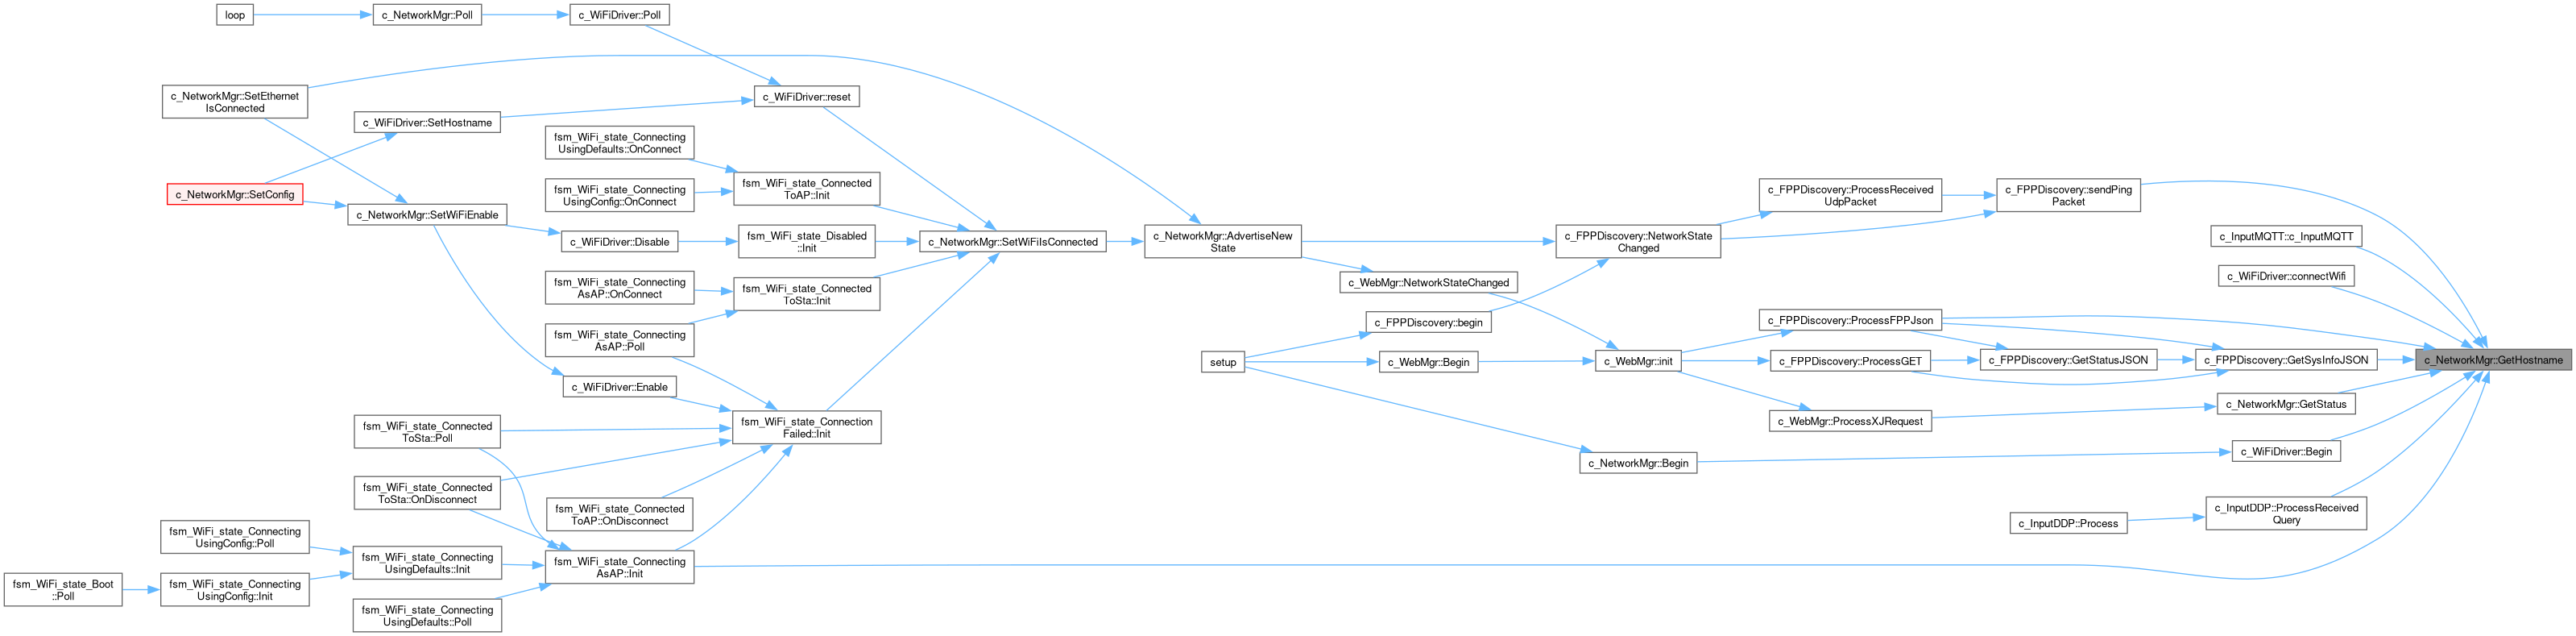 loop
c_NetworkMgr::Poll
c_WiFiDriver::Poll
c_NetworkMgr::SetEthernet
IsConnected
c_WiFiDriver::reset
c_WiFiDriver::SetHostname
fsm_WiFi_state_Connecting
UsingDefaults::OnConnect
c_NetworkMgr::SetConfig
fsm_WiFi_state_Connecting
UsingConfig::OnConnect
fsm_WiFi_state_Connected
ToAP::Init
c_NetworkMgr::SetWiFiEnable
c_WiFiDriver::Disable
fsm_WiFi_state_Disabled
::Init
c_NetworkMgr::SetWiFiIsConnected
c_NetworkMgr::AdvertiseNew
State
c_FPPDiscovery::NetworkState
Changed
c_FPPDiscovery::ProcessReceived
UdpPacket
c_FPPDiscovery::sendPing
Packet
c_InputMQTT::c_InputMQTT
c_WiFiDriver::connectWifi
fsm_WiFi_state_Connecting
AsAP::OnConnect
fsm_WiFi_state_Connected
ToSta::Init
c_WebMgr::NetworkStateChanged
c_FPPDiscovery::begin
c_FPPDiscovery::ProcessFPPJson
fsm_WiFi_state_Connecting
AsAP::Poll
setup
c_WebMgr::Begin
c_WebMgr::init
c_FPPDiscovery::ProcessGET
c_FPPDiscovery::GetStatusJSON
c_FPPDiscovery::GetSysInfoJSON
c_NetworkMgr::GetHostname
c_WiFiDriver::Enable
c_NetworkMgr::GetStatus
c_WebMgr::ProcessXJRequest
fsm_WiFi_state_Connected
ToSta::Poll
fsm_WiFi_state_Connection
Failed::Init
c_WiFiDriver::Begin
c_NetworkMgr::Begin
fsm_WiFi_state_Connected
ToSta::OnDisconnect
fsm_WiFi_state_Connected
ToAP::OnDisconnect
c_InputDDP::Process
c_InputDDP::ProcessReceived
Query
fsm_WiFi_state_Connecting
UsingConfig::Poll
fsm_WiFi_state_Connecting
UsingDefaults::Init
fsm_WiFi_state_Connecting
AsAP::Init
fsm_WiFi_state_Boot
::Poll
fsm_WiFi_state_Connecting
UsingConfig::Init
fsm_WiFi_state_Connecting
UsingDefaults::Poll